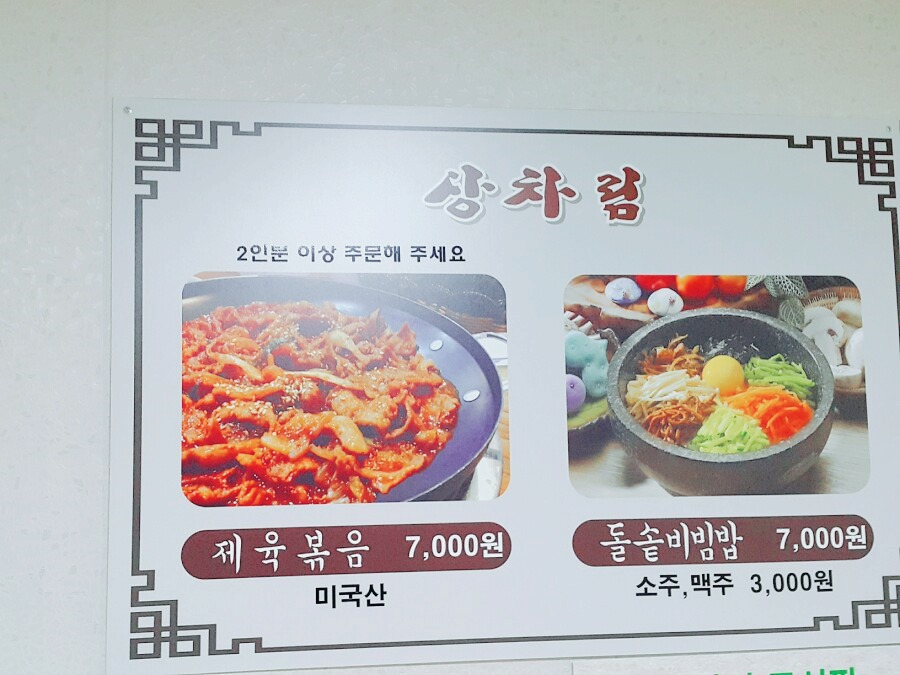 상차림
2인분 이상 주문해 주세요
제육볶음 7,000원
미국산
돌솥비빔밥 7,000원
소주,맥주 3,000원